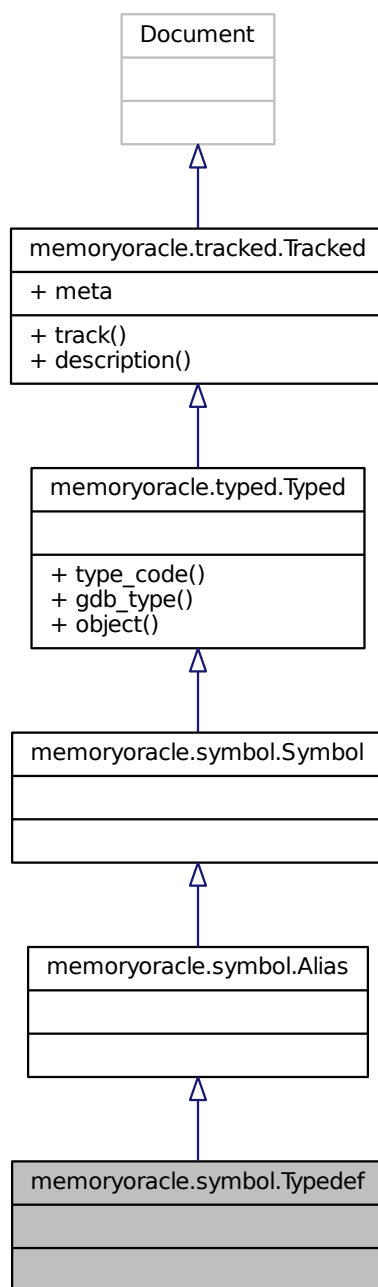 Document
memoryoracle.tracked.Tracked
+ meta
+ track()
+ description()
memoryoracle.typed.Typed
+ type_code()
+ gdb_type()
+ object()
memoryoracle.symbol.Symbol
memoryoracle.symbol.Alias
memoryoracle.symbol.Typedef